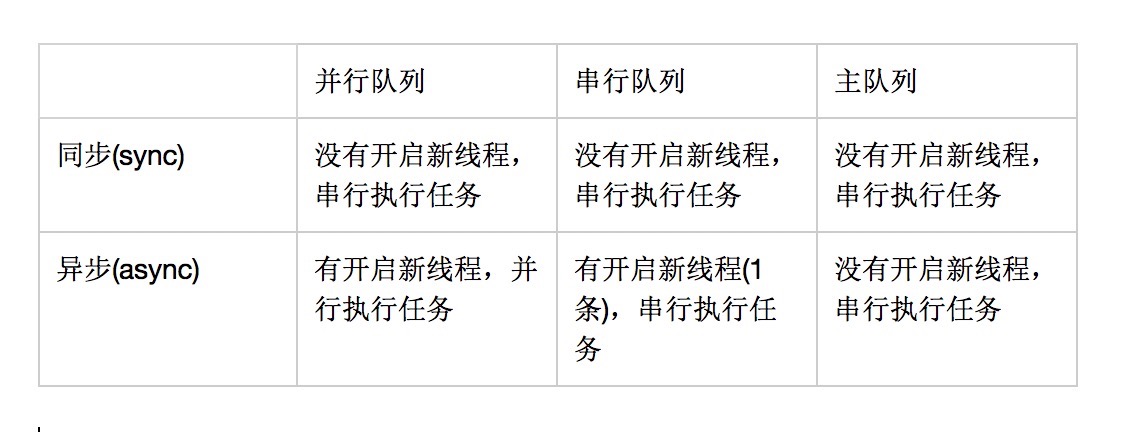 并行队列
串行队列
主队列
同步(sync)
没有开启新线程，
串行执行任务
没有开启新线程，
串行执行任务
没有开启新线程，
串行执行任务
异步(async)
有开启新线程，并
行执行任务
有开启新线程(1
条)，串行执行任
务
没有开启新线程，
串行执行任务